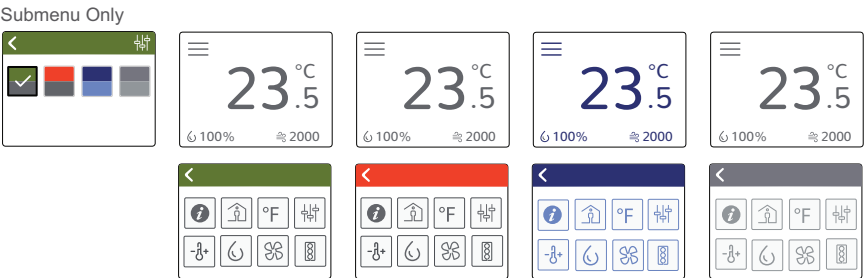 Submenu Only
23.5 °C
100% 2000
23.5 °C
100% 2000
23.5 °C
100% 2000
23.5 °C
100% 2000
i °F
- +
i °F
- +
i °F
- +
i °F
- +